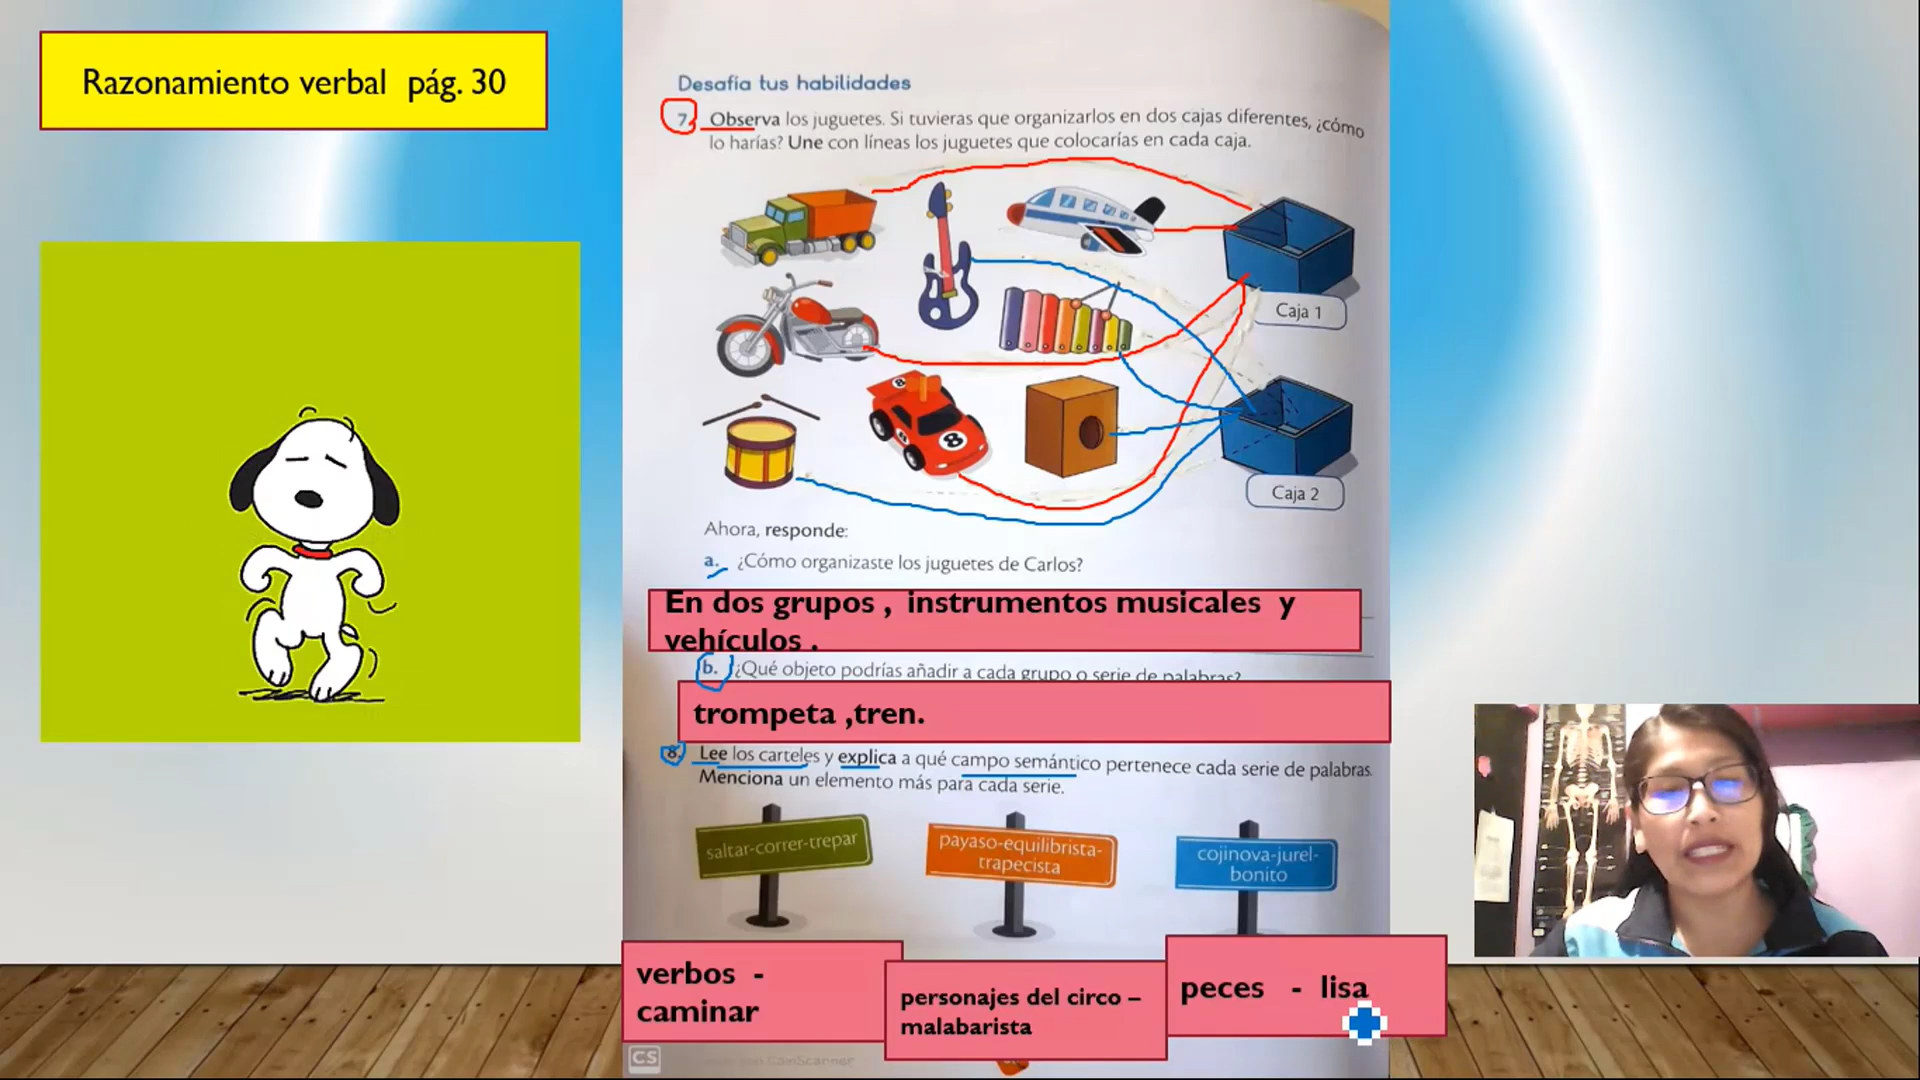 Razonamiento verbal pág. 30
Desafía tus habilidades
7. Observa los juguetes. Si tuvieras que organizarlos en dos cajas diferentes, ¿cómo
lo harías? Une con líneas los juguetes que colocarías en cada caja.
Caja 1
8
8
Caja 2
Ahora, responde:
a. ¿Cómo organizaste los juguetes de Carlos?
En dos grupos , instrumentos musicales y
vehículos .
b. ¿Qué objeto podrías añadir a cada grupo o serie de palabras?
trompeta ,tren.
8. Lee los carteles y explica a qué campo semántico pertenece cada serie de palabras.
Menciona un elemento más para cada serie.
saltar-correr-trepar
payaso-equilibrista-
trapecista
cojinova-jurel-
bonito
verbos -
caminar
personajes del circo –
malabarista
peces - lisa
CS
CamScanner